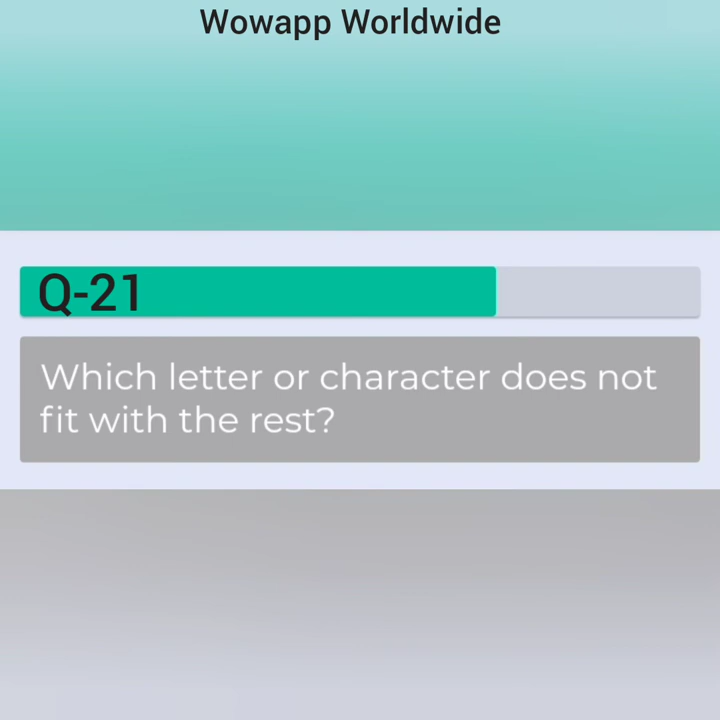 Wowapp Worldwide
Q-21
Which letter or character does not
fit with the rest?